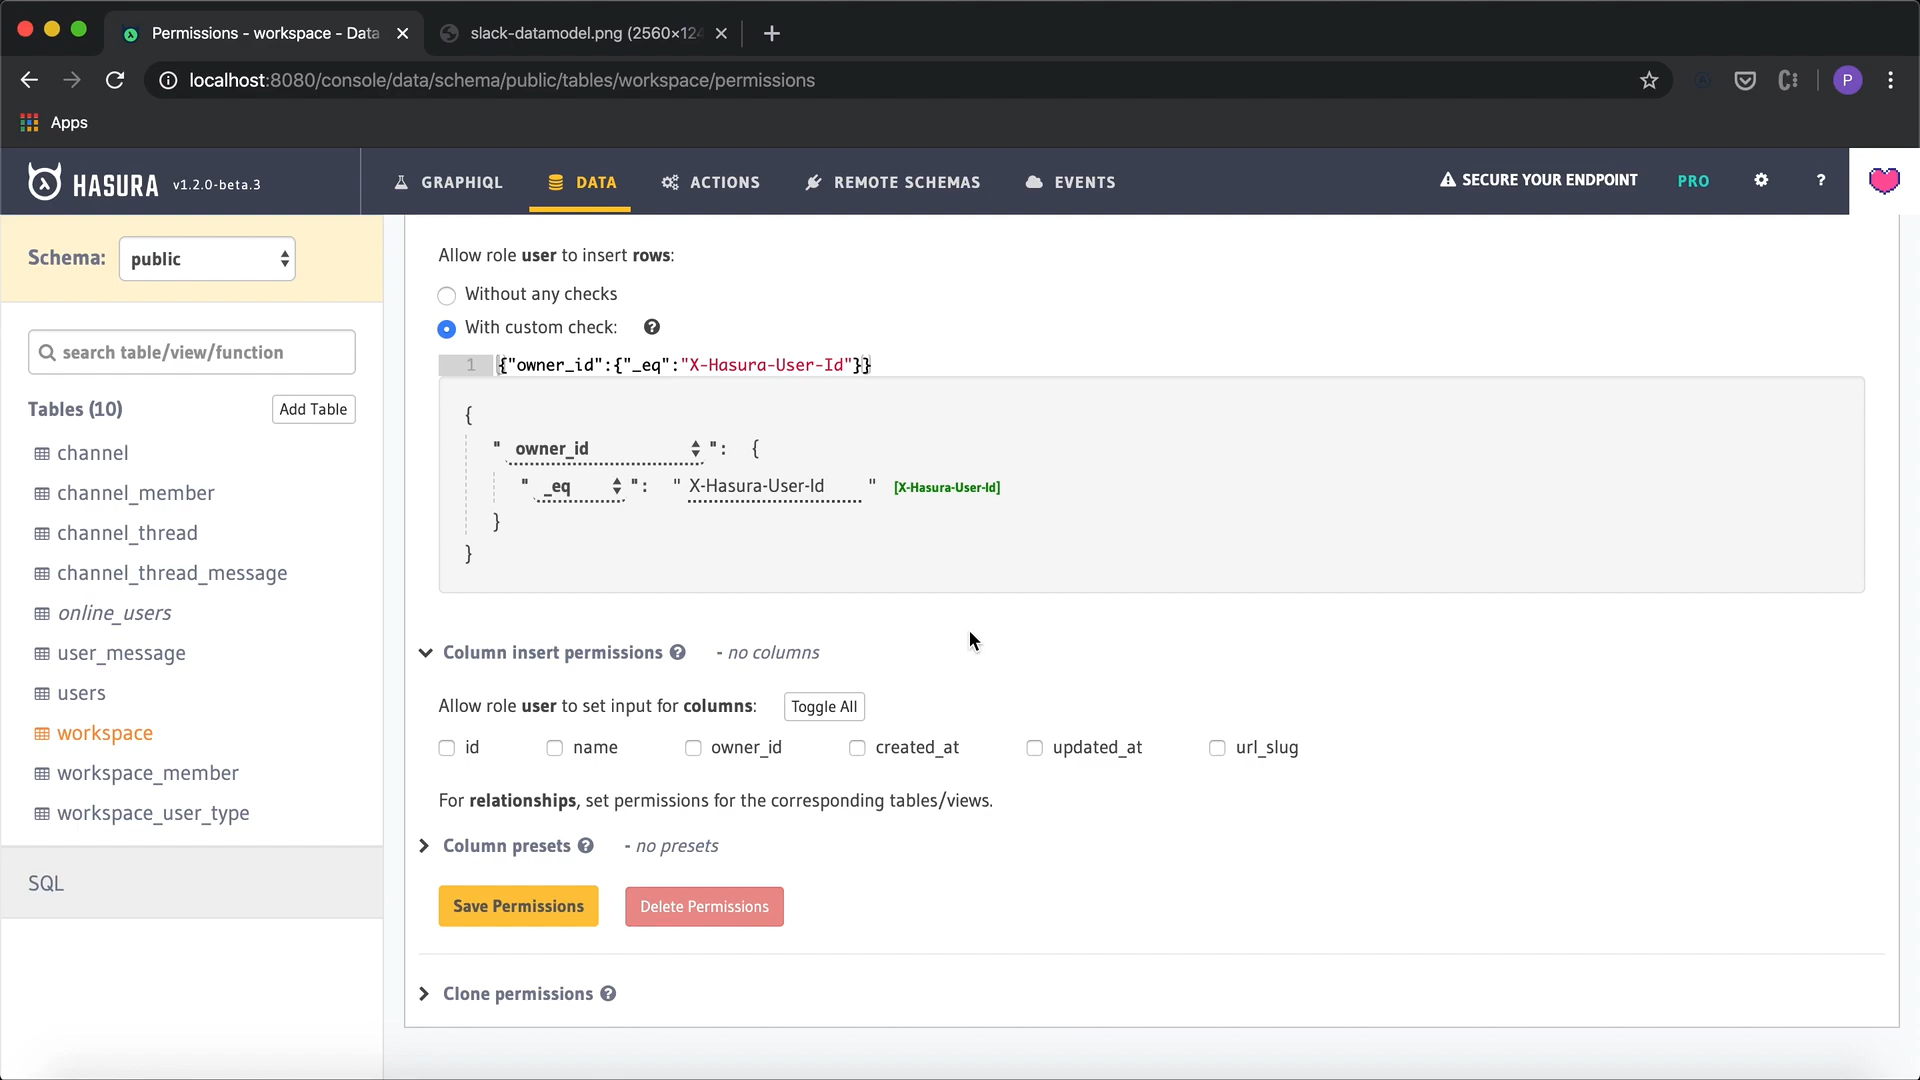 Permissions - workspace - Data
slack-datamodel.png (2560×124
localhost:8080/console/data/schema/public/tables/workspace/permissions
P
Apps
HASURA v1.2.0-beta.3
GRAPHIQL
DATA
ACTIONS
REMOTE SCHEMAS
EVENTS
SECURE YOUR ENDPOINT
PRO
?
Schema: public
search table/view/function
Tables (10)
Add Table
channel
channel_member
channel_thread
channel_thread_message
online_users
user_message
users
workspace
workspace_member
workspace_user_type
SQL
Allow role user to insert rows:
Without any checks
With custom check: ?
1 {"owner_id":{"_eq":"X-Hasura-User-Id"}}
{
" owner_id ": {
" _eq ": " X-Hasura-User-Id " [X-Hasura-User-Id]
}
}
Column insert permissions ? - no columns
Allow role user to set input for columns: Toggle All
id name owner_id created_at updated_at url_slug
For relationships, set permissions for the corresponding tables/views.
Column presets ? - no presets
Save Permissions Delete Permissions
Clone permissions ?